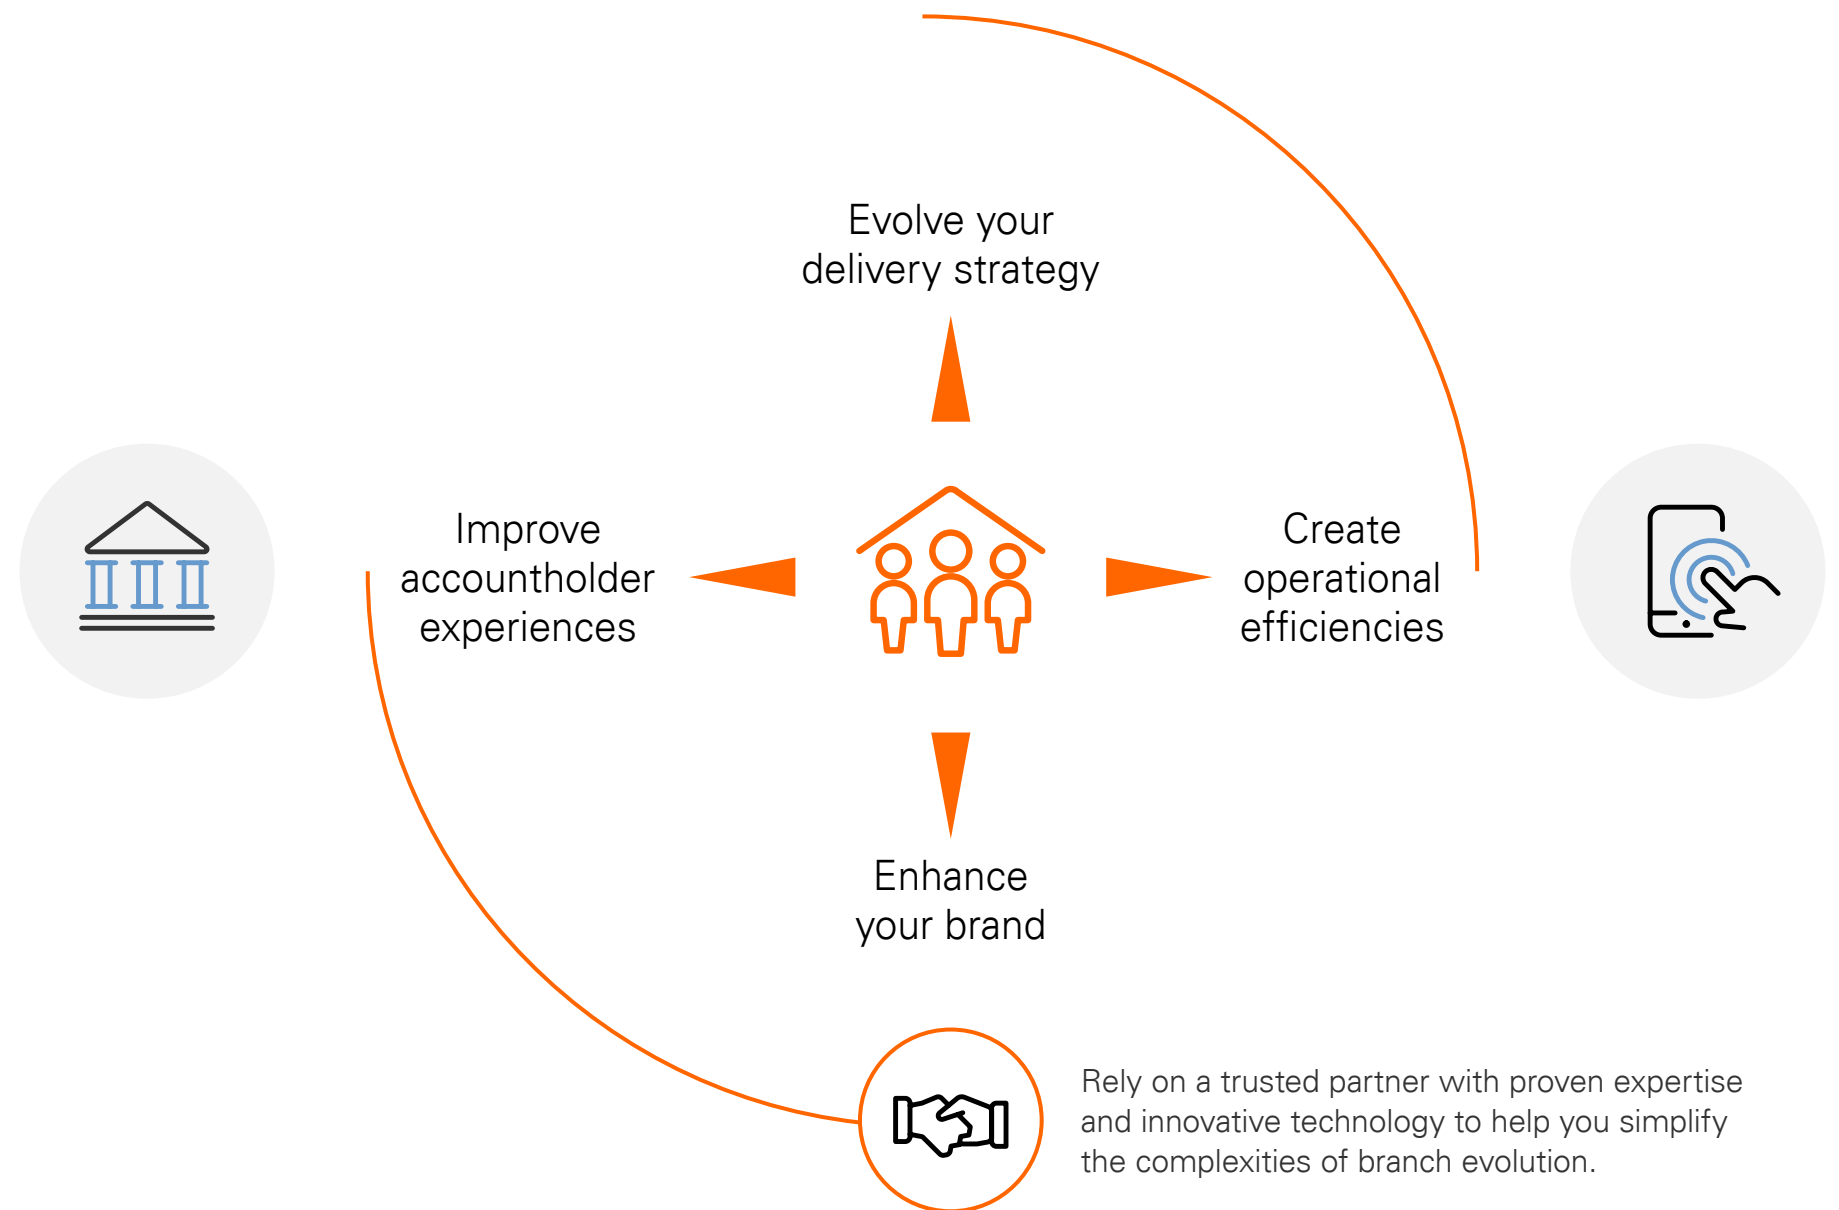 Evolve your
delivery strategy
Improve
accountholder
experiences
Create
operational
efficiencies
Enhance
your brand
Rely on a trusted partner with proven expertise
and innovative technology to help you simplify
the complexities of branch evolution.